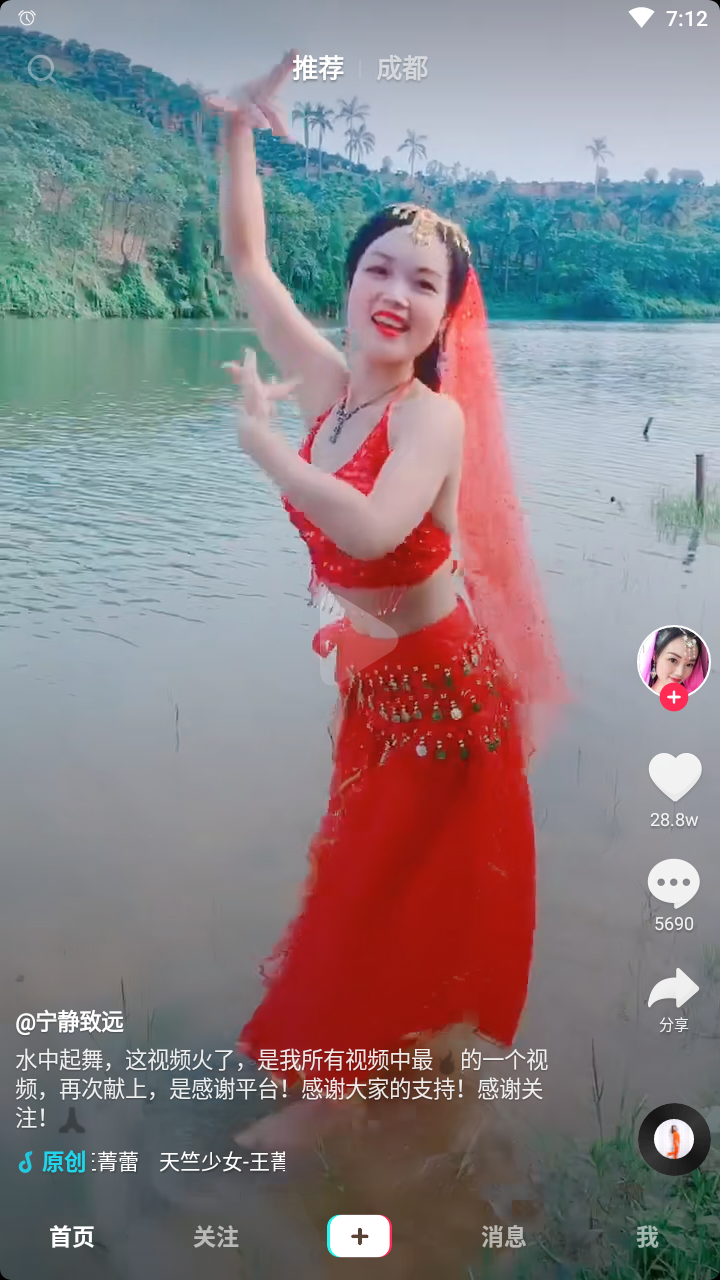 7:12
推荐 成都
28.8w
5690
分享
@宁静致远
水中起舞，这视频火了，是我所有视频中最🔥的一个视
频，再次献上，是感谢平台！感谢大家的支持！感谢关
注！🙏
原创 菁蕾 天竺少女-王菁
首页 关注 消息 我